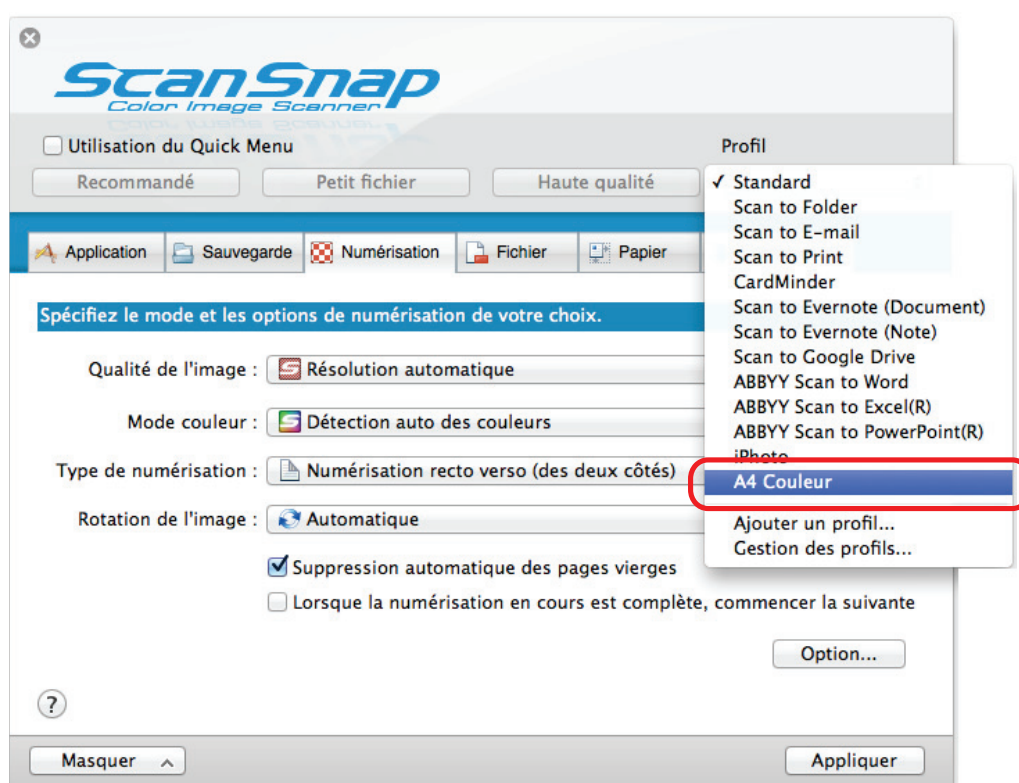 ScanSnap
Color Image Scanner
Utilisation du Quick Menu
Profil
Recommandé
Petit fichier
Haute qualité
✓ Standard
Scan to Folder
Scan to E-mail
Scan to Print
CardMinder
Scan to Evernote (Document)
Scan to Evernote (Note)
Scan to Google Drive
ABBYY Scan to Word
ABBYY Scan to Excel(R)
ABBYY Scan to PowerPoint(R)
iPhoto
A4 Couleur
Ajouter un profil...
Gestion des profils...
Application
Sauvegarde
Numérisation
Fichier
Papier
Spécifiez le mode et les options de numérisation de votre choix.
Qualité de l'image : Résolution automatique
Mode couleur : Détection auto des couleurs
Type de numérisation : Numérisation recto verso (des deux côtés)
Rotation de l'image : Automatique
Suppression automatique des pages vierges
Lorsque la numérisation en cours est complète, commencer la suivante
Option...
?
Masquer
Appliquer